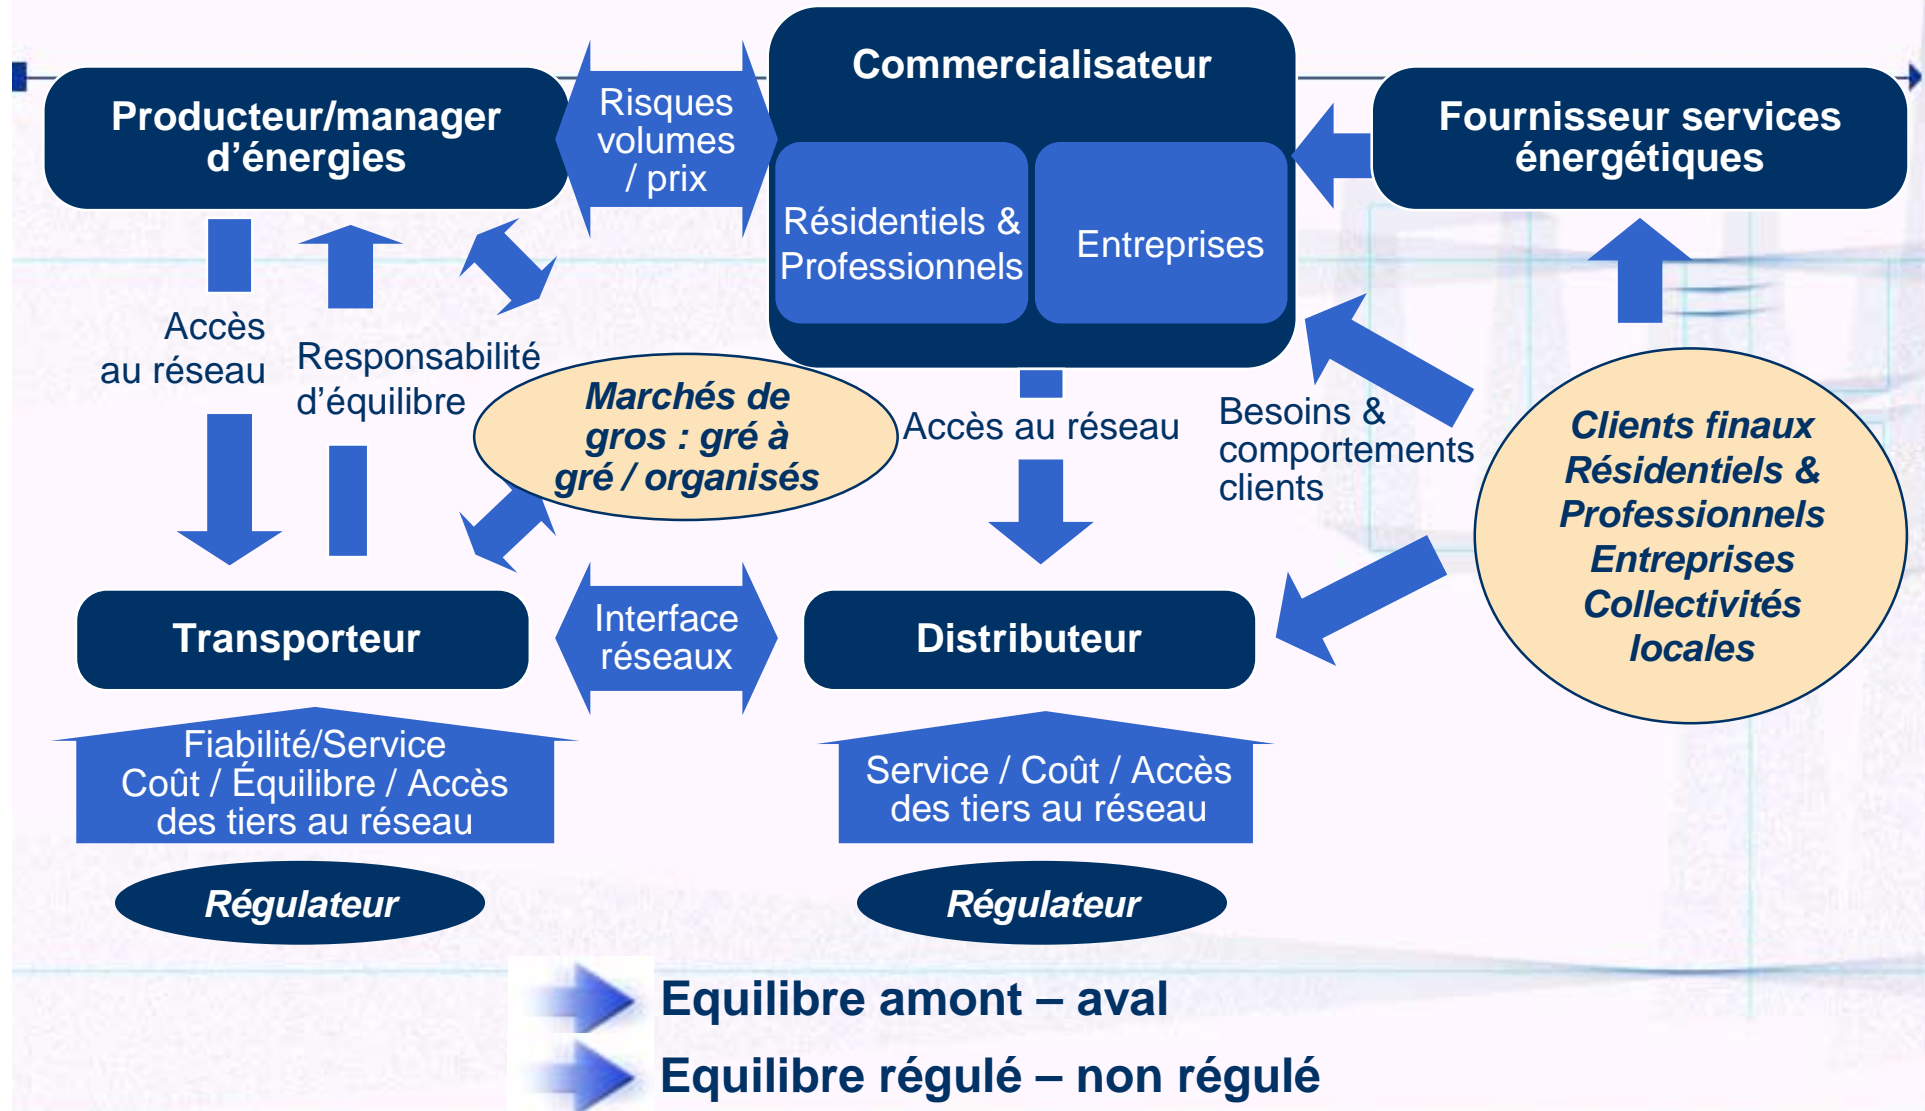 Commercialisateur
Producteur/manager
d’énergies
Risques
volumes
/ prix
Fournisseur services
énergétiques
Résidentiels &
Professionnels
Entreprises
Accès
au réseau
Responsabilité
d’équilibre
Marchés de
gros : gré à
gré / organisés
Accès au réseau
Besoins &
comportements
clients
Clients finaux
Résidentiels &
Professionnels
Entreprises
Collectivités
locales
Transporteur
Interface
réseaux
Distributeur
Fiabilité/Service
Coût / Équilibre / Accès
des tiers au réseau
Service / Coût / Accès
des tiers au réseau
Régulateur
Régulateur
Equilibre amont – aval
Equilibre régulé – non régulé